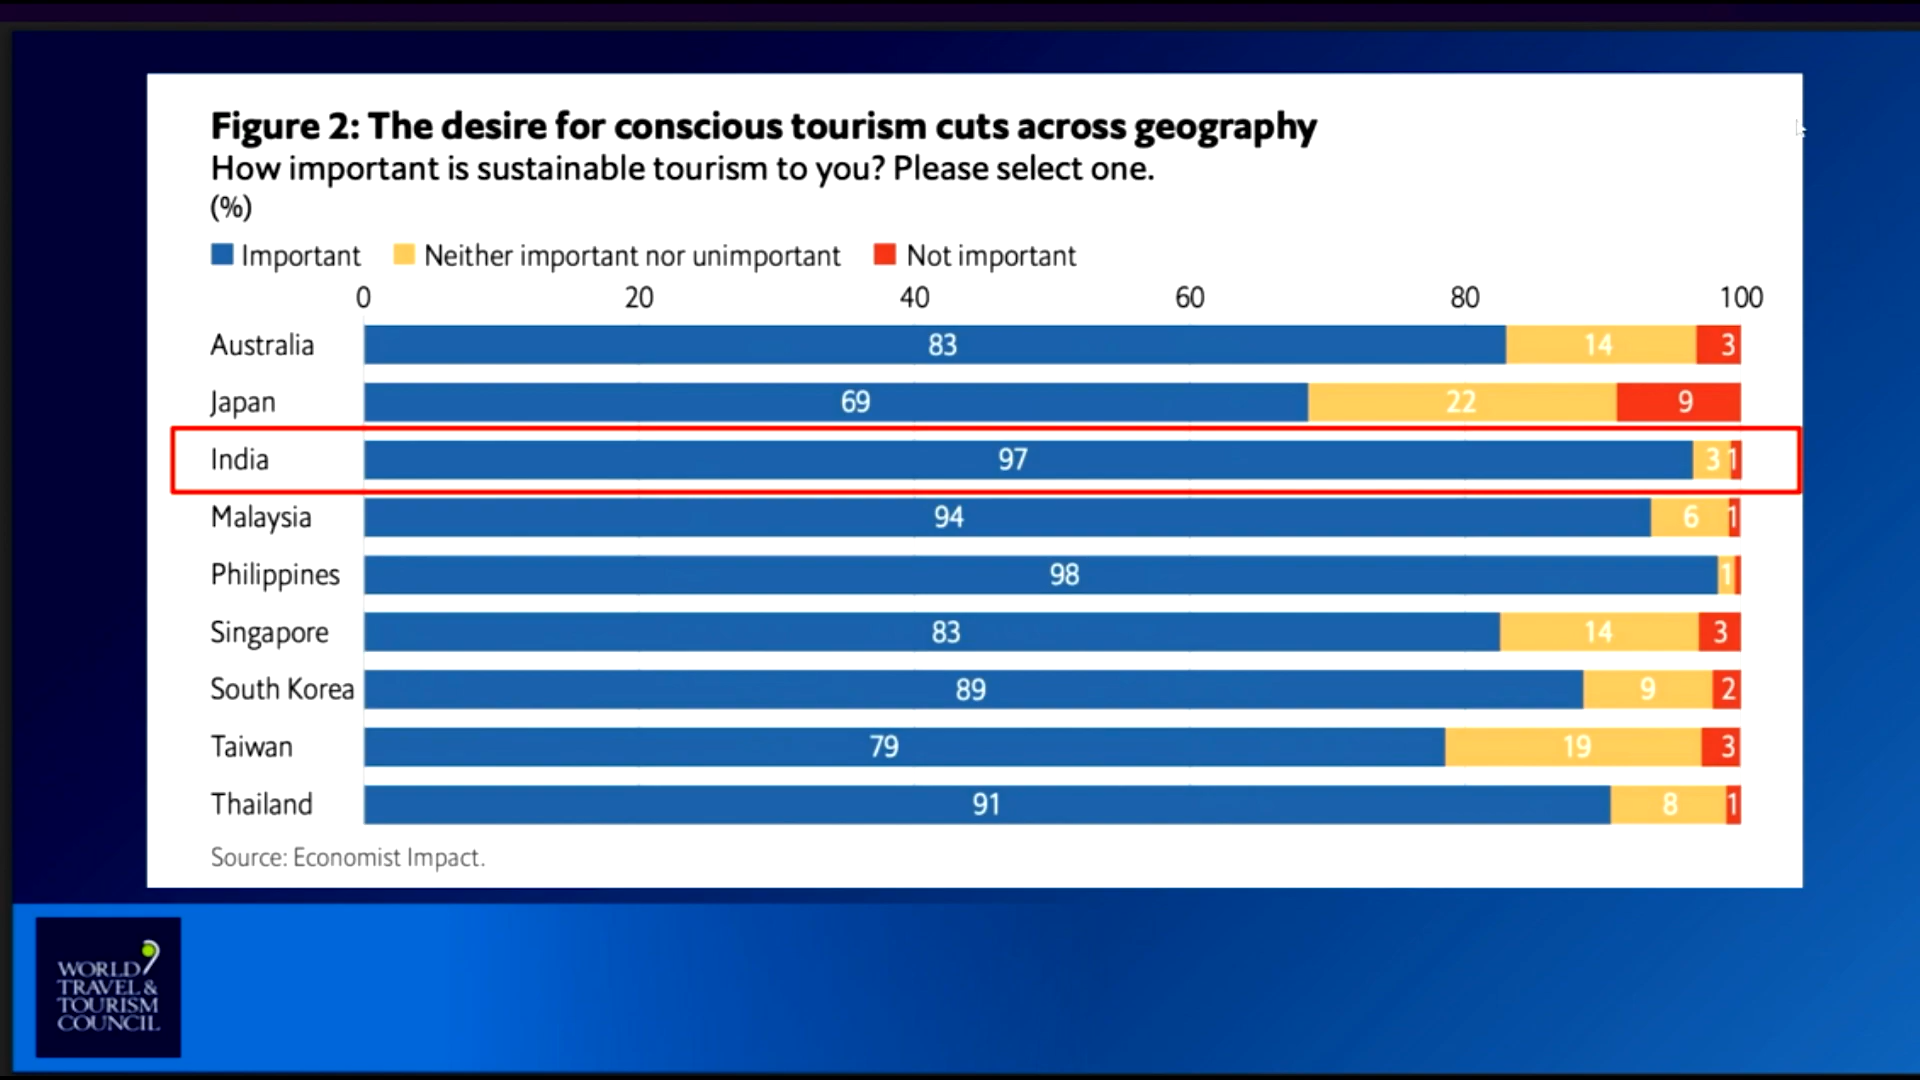 Figure 2: The desire for conscious tourism cuts across geography
How important is sustainable tourism to you? Please select one.
(%)
Important Neither important nor unimportant Not important
0 20 40 60 80 100
Australia 83 14 3
Japan 69 22 9
India 97 3 1
Malaysia 94 6 1
Philippines 98 1
Singapore 83 14 3
South Korea 89 9 2
Taiwan 79 19 3
Thailand 91 8 1
Source: Economist Impact.
WORLD
TRAVEL &
TOURISM
COUNCIL